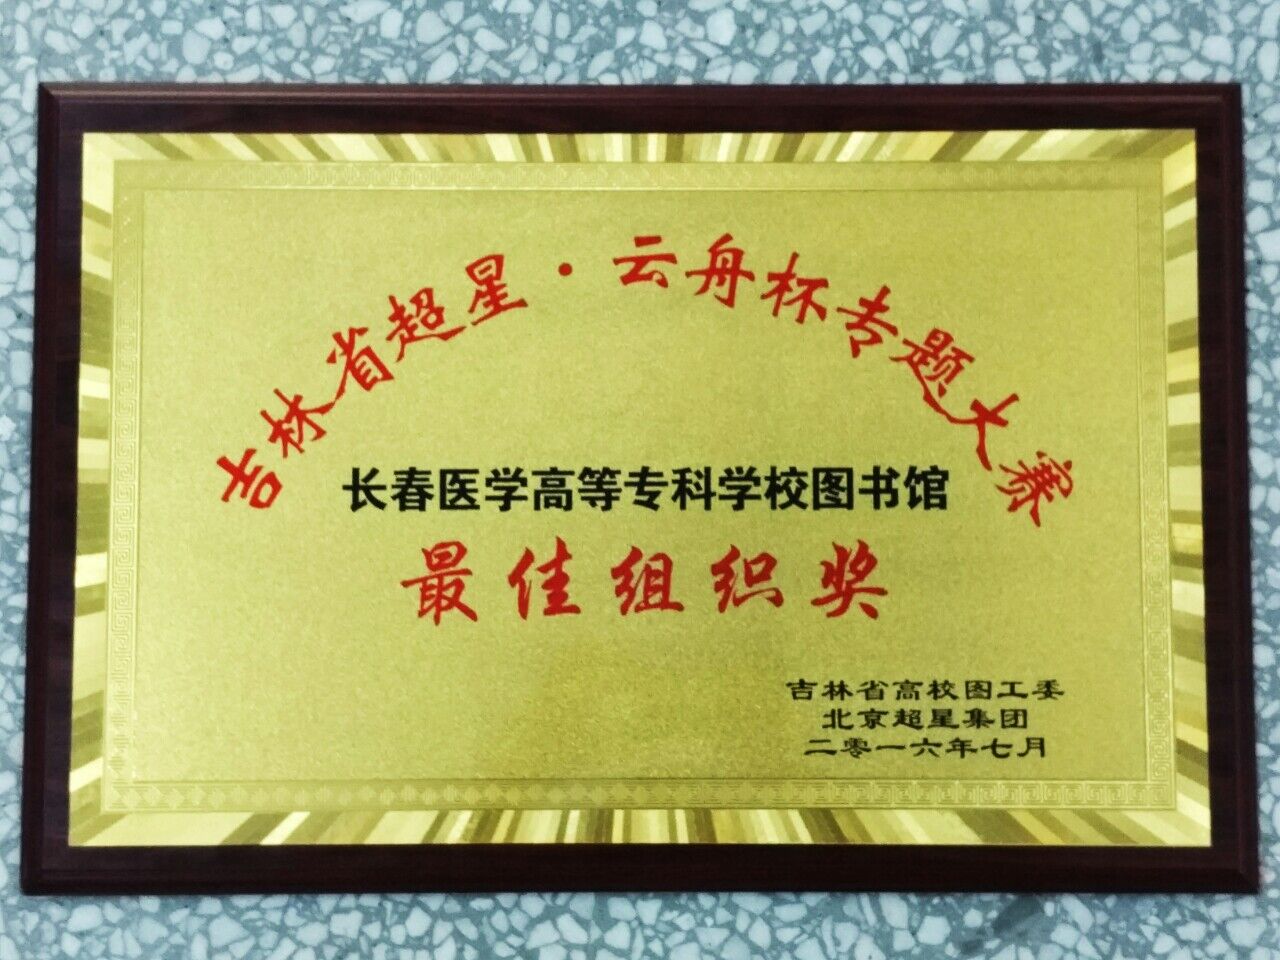 吉林省超星·云舟杯专题大赛
长春医学高等专科学校图书馆
最佳组织奖
吉林省高校图工委
北京超星集团
二零一六年七月